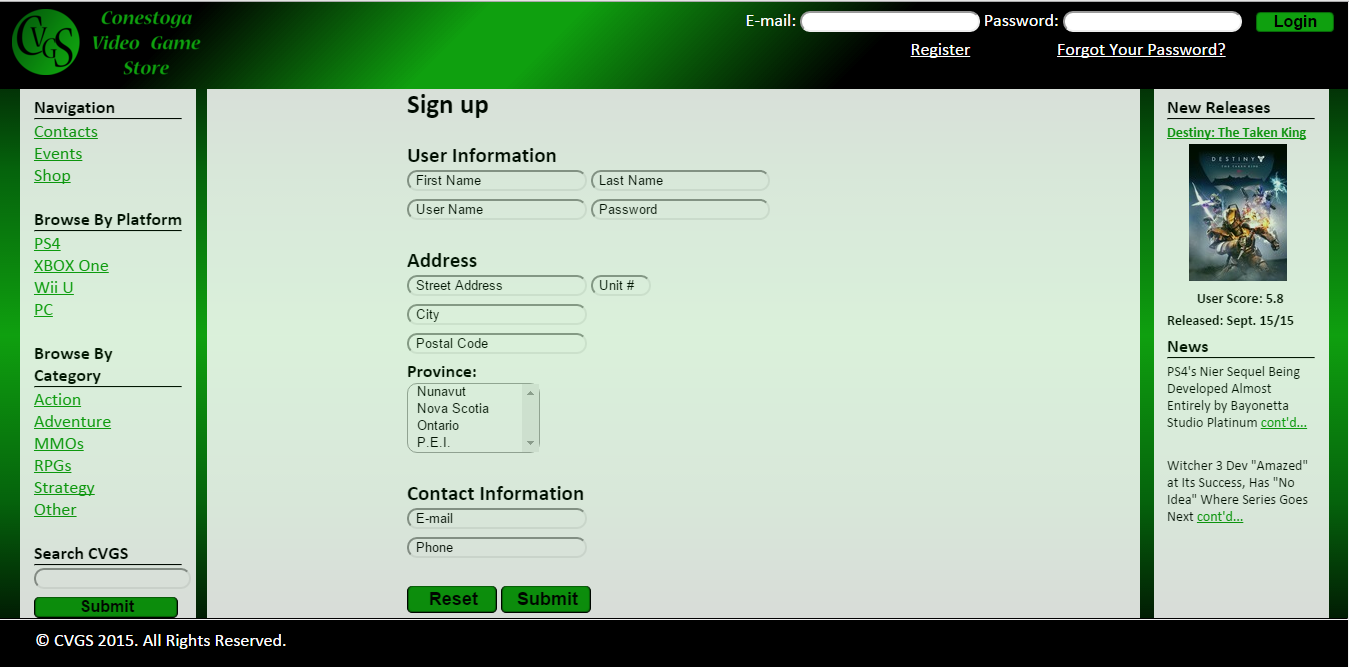 CVGS
Conestoga
Video Game
Store
E-mail: Password: Login
Register Forgot Your Password?
Navigation
Contacts
Events
Shop
Browse By Platform
PS4
XBOX One
Wii U
PC
Browse By
Category
Action
Adventure
MMOs
RPGs
Strategy
Other
Search CVGS
Submit
Sign up
User Information
First Name Last Name
User Name Password
Address
Street Address Unit #
City
Postal Code
Province:
Nunavut
Nova Scotia
Ontario
P.E.I.
Contact Information
E-mail
Phone
Reset Submit
New Releases
Destiny: The Taken King
DESTINY
THE TAKEN KING
User Score: 5.8
Released: Sept. 15/15
News
PS4's Nier Sequel Being
Developed Almost
Entirely by Bayonetta
Studio Platinum cont'd...
Witcher 3 Dev "Amazed"
at Its Success, Has "No
Idea" Where Series Goes
Next cont'd...
© CVGS 2015. All Rights Reserved.